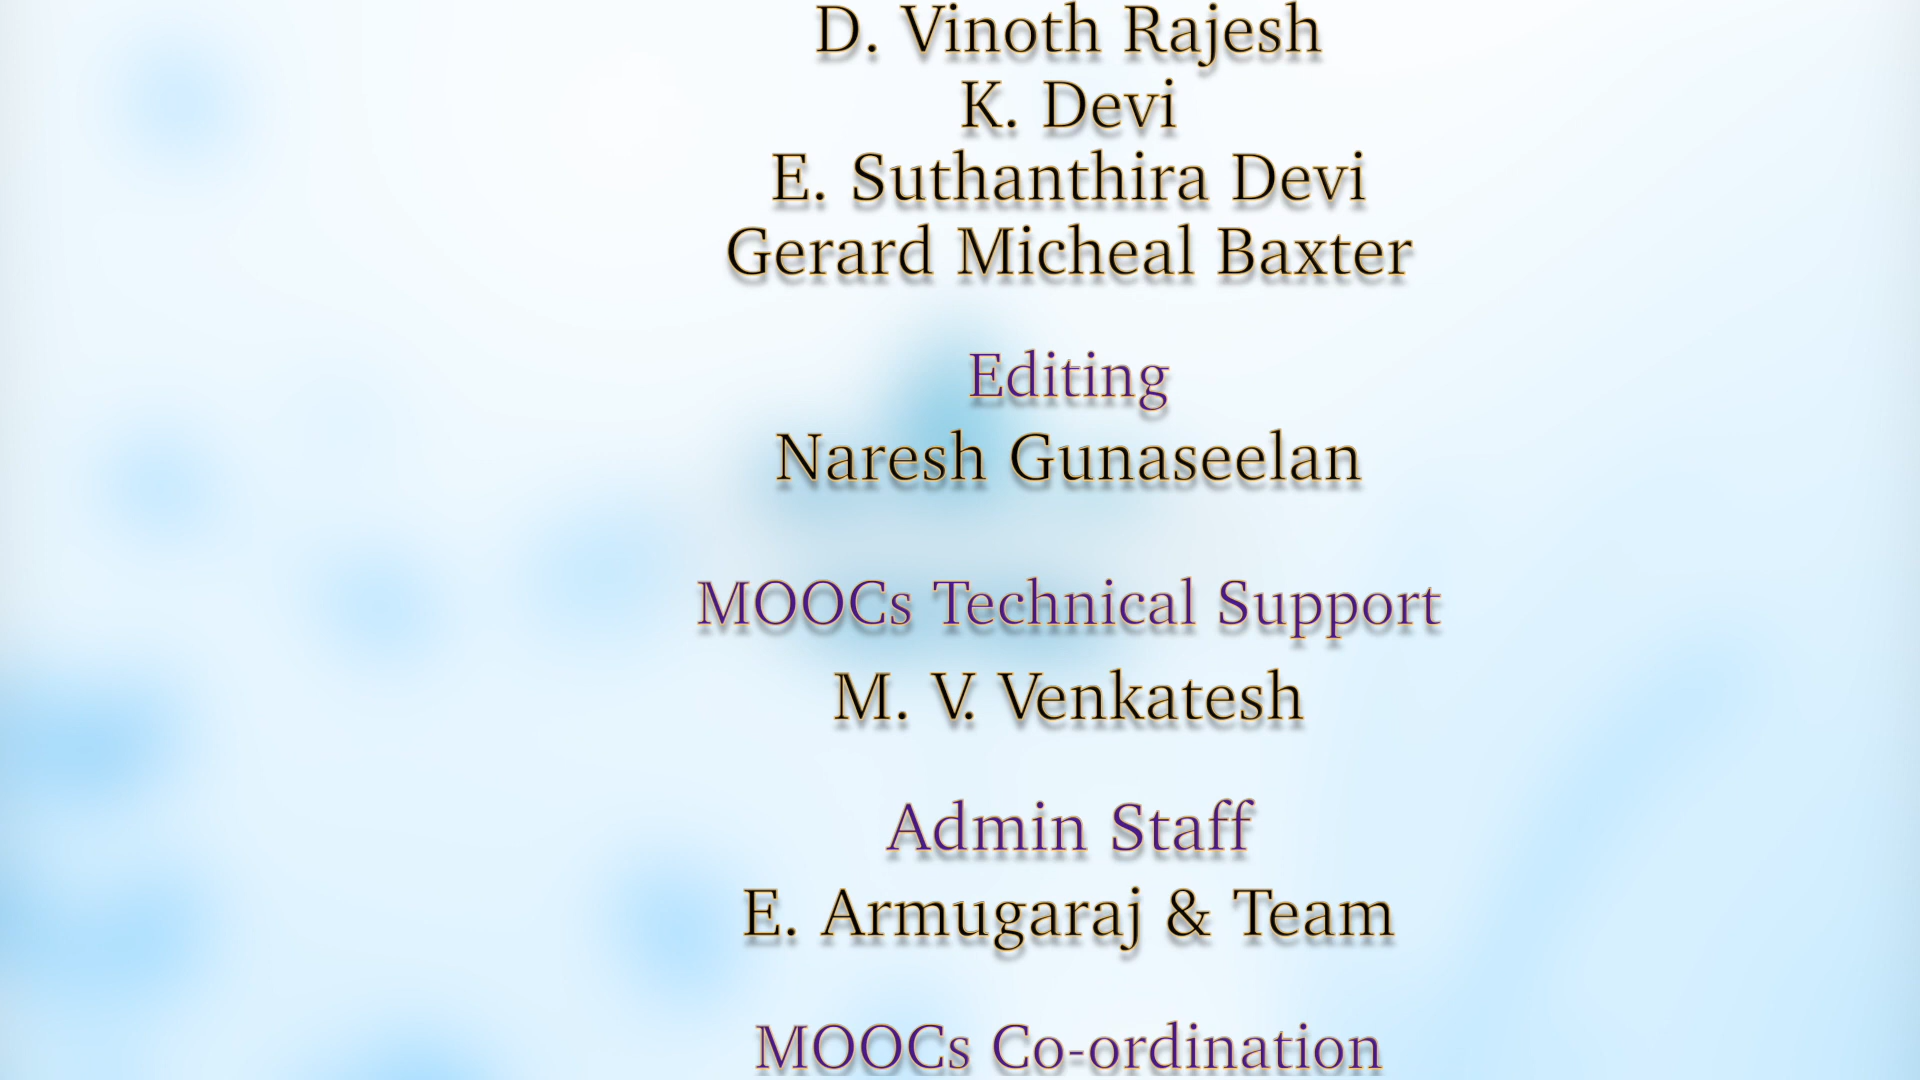 D. Vinoth Rajesh
K. Devi
E. Suthanthira Devi
Gerard Micheal Baxter
Editing
Naresh Gunaseelan
MOOCs Technical Support
M. V. Venkatesh
Admin Staff
E. Armugaraj & Team
MOOCs Co-ordination